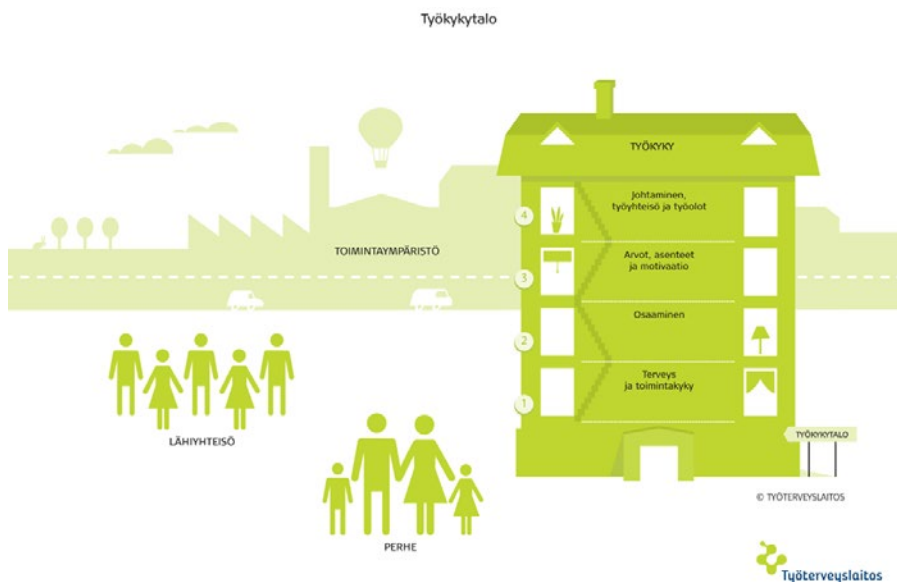 Työkykytalo
TYÖKYKY
4
Johtaminen,
työyhteisö ja työolot
TOIMINTAYMPÄRISTÖ
3
Arvot, asenteet
ja motivaatio
2
Osaaminen
1
Terveys
ja toimintakyky
LÄHIYHTEISÖ
PERHE
TYÖKYKYTALO
© TYÖTERVEYSLAITOS
Työterveyslaitos